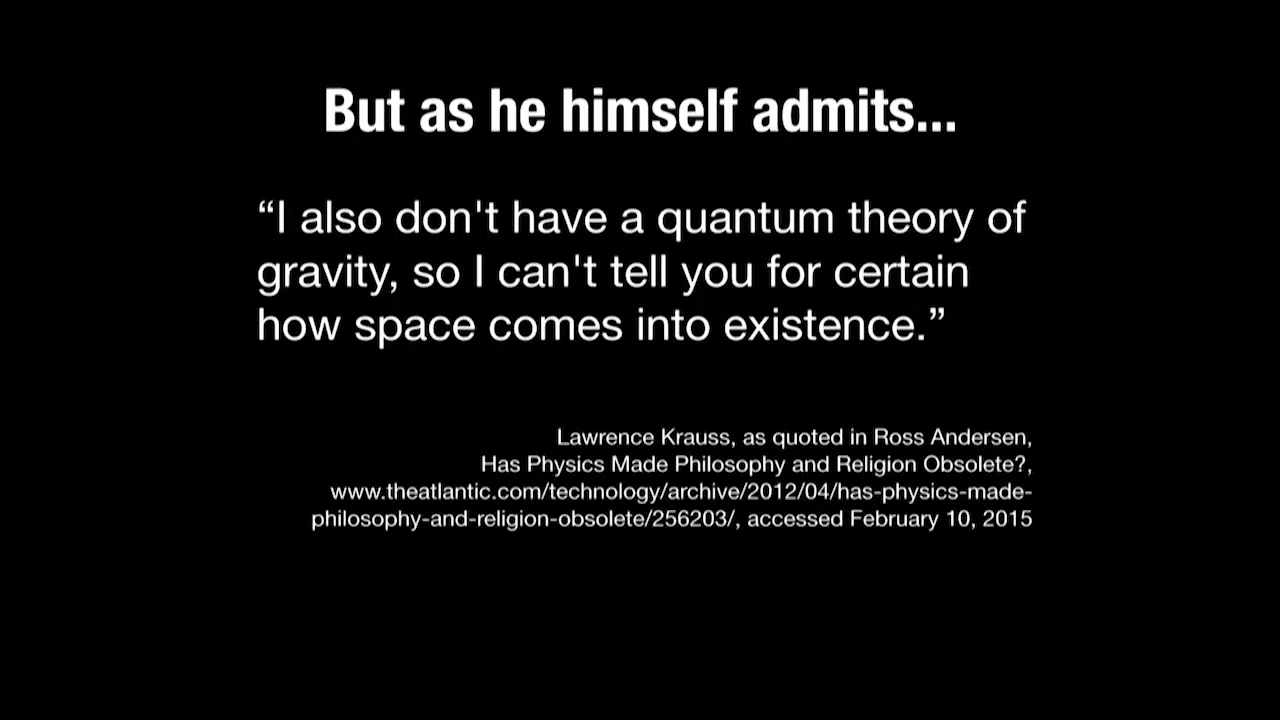 But as he himself admits...
“I also don't have a quantum theory of
gravity, so I can't tell you for certain
how space comes into existence.”
Lawrence Krauss, as quoted in Ross Andersen,
Has Physics Made Philosophy and Religion Obsolete?,
www.theatlantic.com/technology/archive/2012/04/has-physics-made-
philosophy-and-religion-obsolete/256203/, accessed February 10, 2015